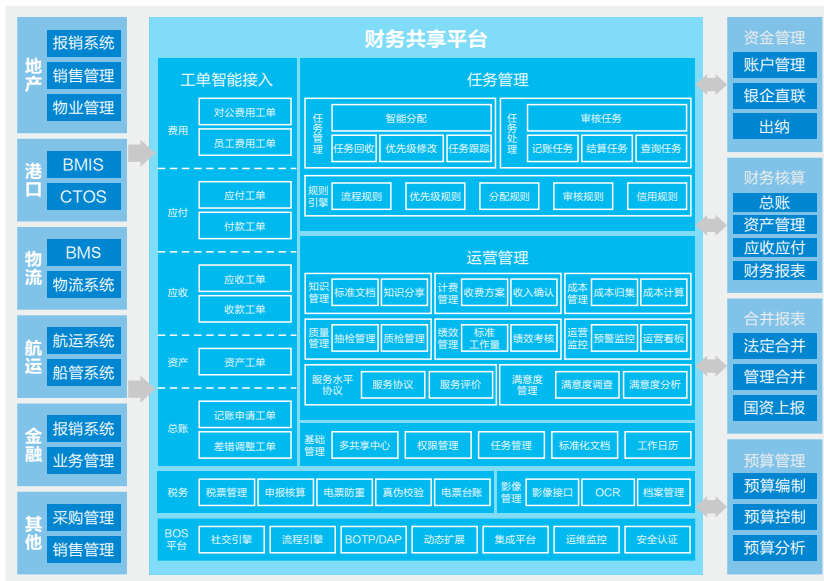 地产
报销系统
销售管理
物业管理
港口
BMIS
CTOS
物流
BMS
物流系统
航运
航运系统
船管系统
金融
报销系统
业务管理
其他
采购管理
销售管理
财务共享平台
工单智能接入
费用
对公费用工单
员工费用工单
应付
应付工单
付款工单
应收
应收工单
收款工单
资产
资产工单
总账
记账申请工单
差错调整工单
任务管理
任务管理
智能分配
任务回收 优先级修改 任务跟踪
任务处理
审核任务
记账任务 结算任务 查询任务
规则
引擎
流程规则 优先级规则 分配规则 审核规则 信用规则
运营管理
知识
管理
标准文档 知识分享
计费
管理
收费方案 收入确认
成本
管理
成本归集 成本计算
质量
管理
抽检管理 质检管理
绩效
管理
标准
工作量
绩效考核
运营
监控
预警监控 运营看板
服务水平
协议
服务协议 服务评价
满意度
管理
满意度调查 满意度分析
基础
管理
多共享中心 权限管理 任务管理 标准化文档 工作日历
税务
税票管理 申报核算 电票防重 真伪校验 电票台账
影像
管理
影像接口 OCR 档案管理
BOS
平台
社交引擎 流程引擎 BOTP/DAP 动态扩展 集成平台 运维监控 安全认证
资金管理
账户管理
银企直联
出纳
财务核算
总账
资产管理
应收应付
财务报表
合并报表
法定合并
管理合并
国资上报
预算管理
预算编制
预算控制
预算分析